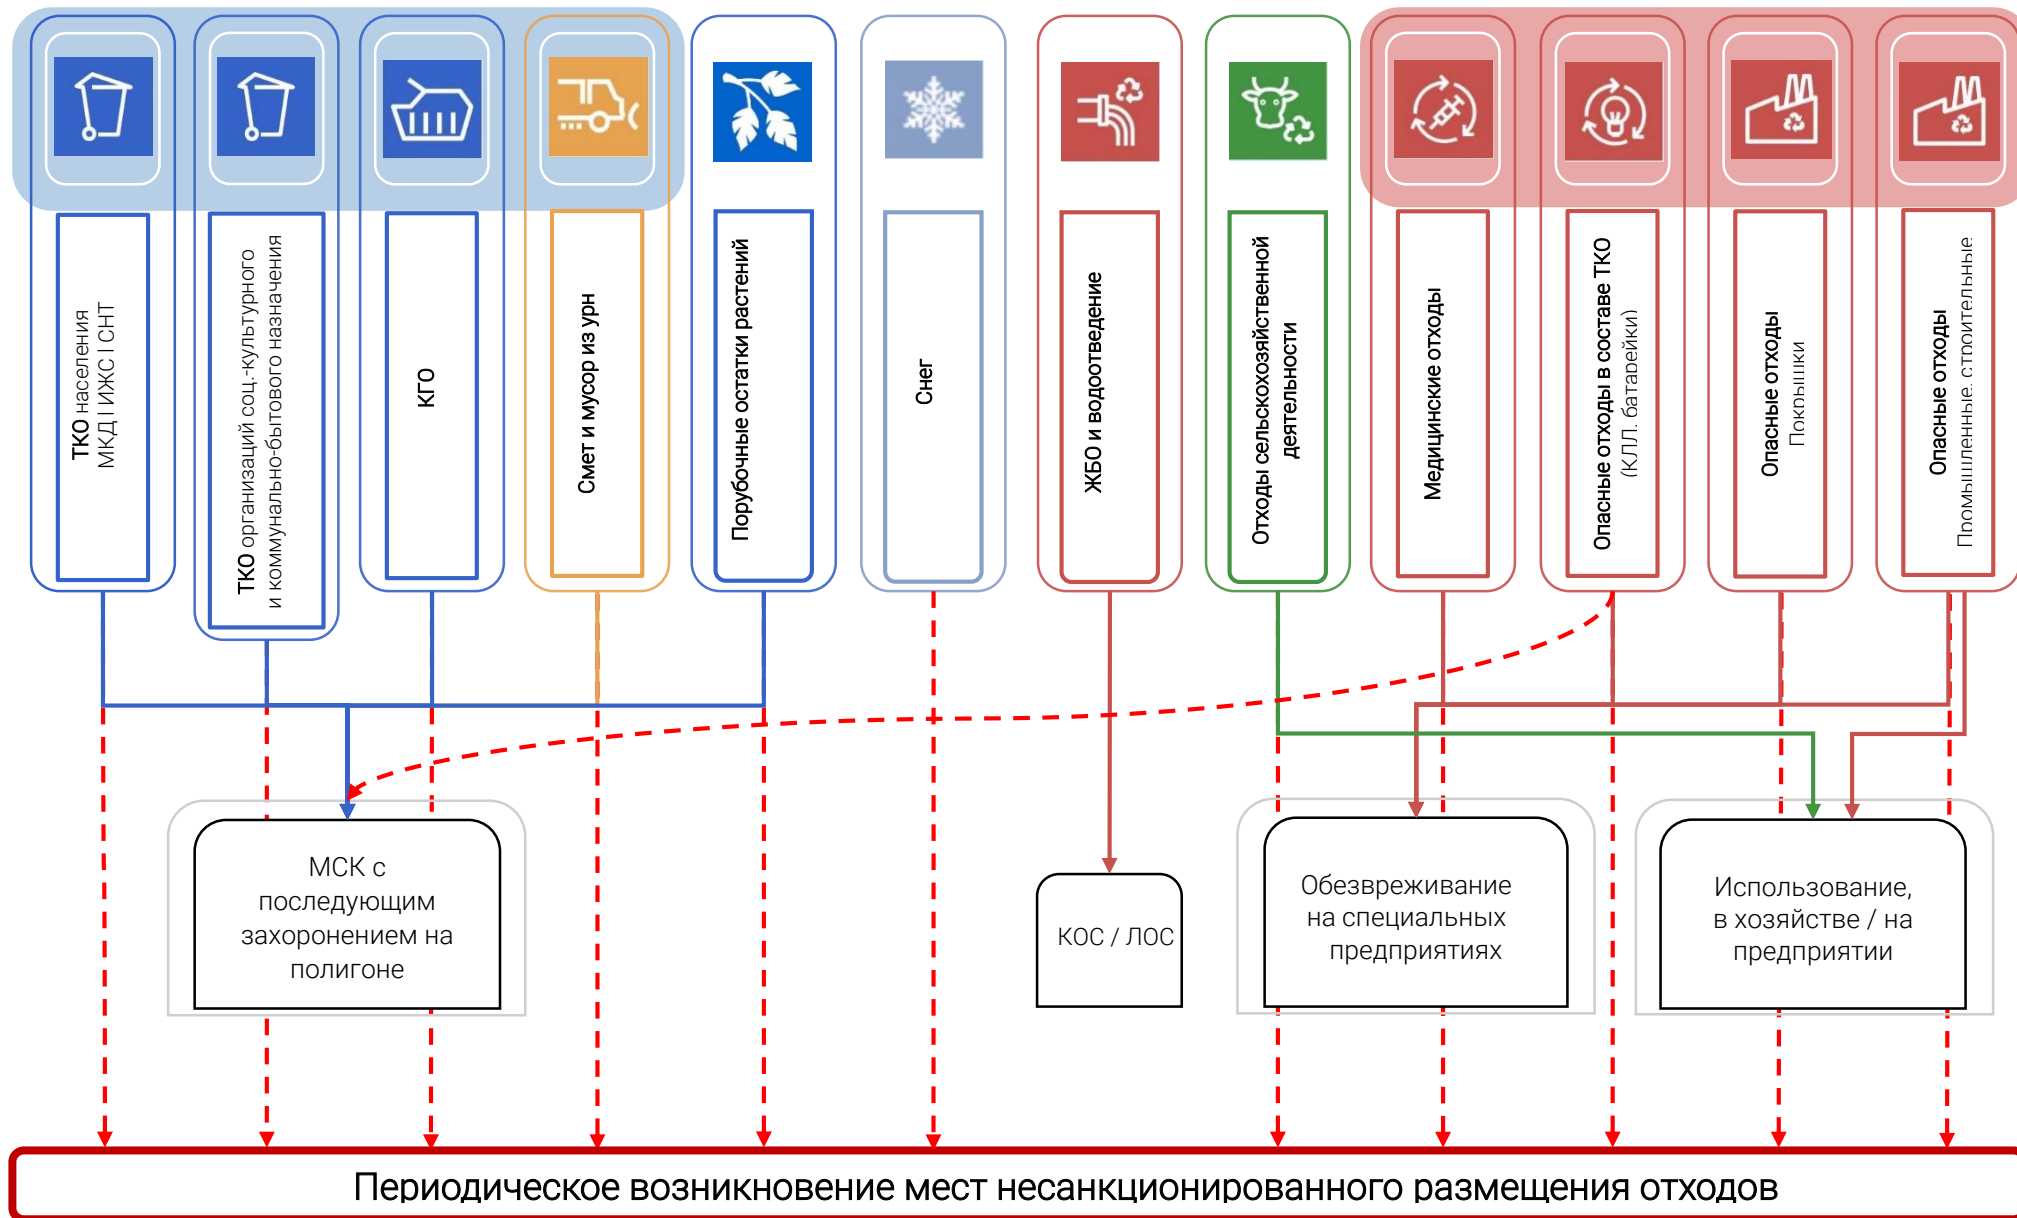 ТКО населения
МКД | ИЖС | СНТ
ТКО организаций соц.-культурного
и коммунально-бытового назначения
КГО
Смет и мусор из урн
Порубочные остатки растений
Снег
ЖБО и водоотведение
Отходы сельскохозяйственной
деятельности
Медицинские отходы
Опасные отходы в составе ТКО
(КЛЛ, батарейки)
Опасные отходы
Покрышки
Опасные отходы
Промышленные, строительные
МСК с
последующим
захоронением на
полигоне
КОС / ЛОС
Обезвреживание
на специальных
предприятиях
Использование,
в хозяйстве / на
предприятии
Периодическое возникновение мест несанкционированного размещения отходов